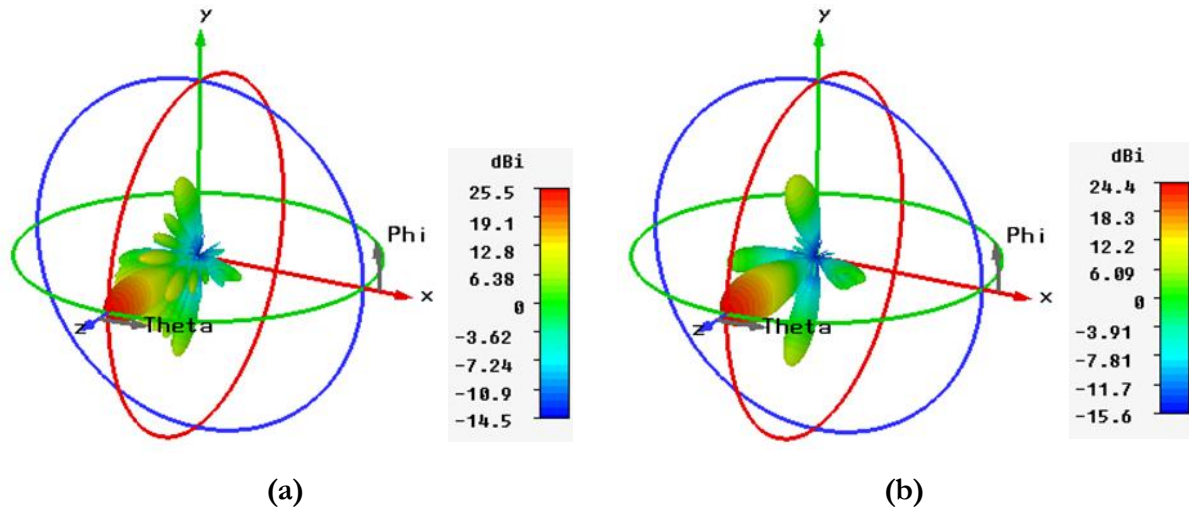 y
dBi
25.5
19.1
12.8
6.38
0
-3.62
-7.24
-10.9
-14.5
Phi
x
z
Theta
(a)
y
dBi
24.4
18.3
12.2
6.09
0
-3.91
-7.81
-11.7
-15.6
Phi
x
z
Theta
(b)